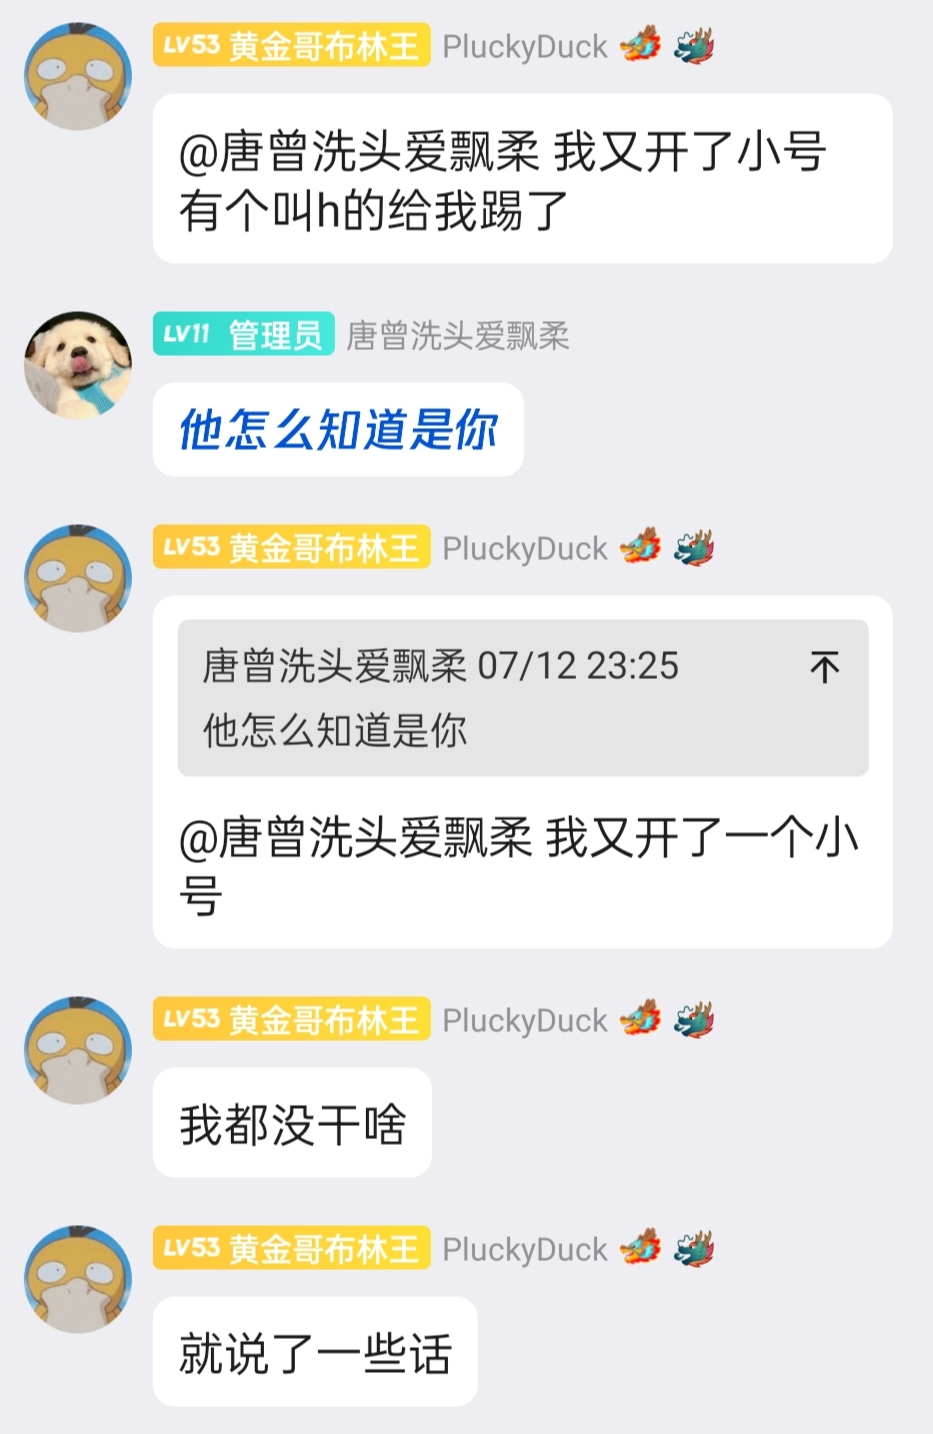 LV53 黄金哥布林王 PluckyDuck
@唐曾洗头爱飘柔 我又开了小号
有个叫h的给我踢了
LV11 管理员 唐曾洗头爱飘柔
他怎么知道是你
LV53 黄金哥布林王 PluckyDuck
唐曾洗头爱飘柔 07/12 23:25
他怎么知道是你
@唐曾洗头爱飘柔 我又开了一个小
号
LV53 黄金哥布林王 PluckyDuck
我都没干啥
LV53 黄金哥布林王 PluckyDuck
就说了一些话